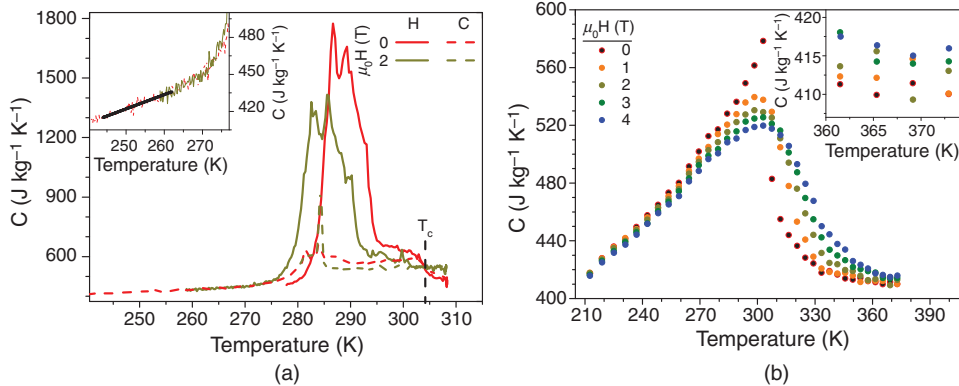 (a)
H C
μ₀H (T)
0
2
C (J kg⁻¹ K⁻¹)
1800
1500
1200
900
600
250 265 280 290 300 310
Temperature (K)
T_c
C (J kg⁻¹ K⁻¹)
480
450
420
250 260 270
Temperature (K)
(a)
μ₀H (T)
0
1
2
3
4
C (J kg⁻¹ K⁻¹)
600
560
520
480
440
400
210 240 270 300 330 360 390
Temperature (K)
C (J kg⁻¹ K⁻¹)
420
415
410
360 365 370
Temperature (K)
(b)